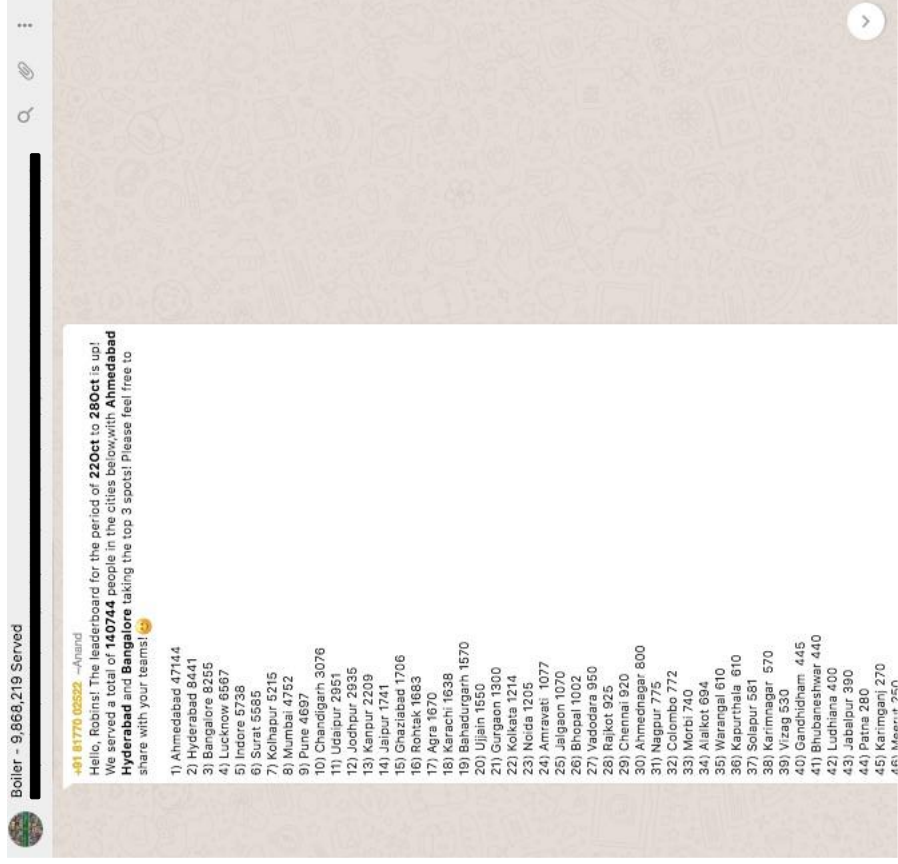 Boiler - 9,868,219 Served
+91 81770 02522 ~Anand
Hello, Robins! The leaderboard for the period of 22Oct to 28Oct is up!
We served a total of 140744 people in the cities below,with Ahmedabad
Hyderabad and Bangalore taking the top 3 spots! Please feel free to
share with your teams!
1) Ahmedabad 47144
2) Hyderabad 8441
3) Bangalore 8255
4) Lucknow 6567
5) Indore 5738
6) Surat 5585
7) Kolhapur 5215
8) Mumbai 4752
9) Pune 4697
10) Chandigarh 3076
11) Udaipur 2951
12) Jodhpur 2935
13) Kanpur 2209
14) Jaipur 1741
15) Ghaziabad 1706
16) Rohtak 1683
17) Agra 1670
18) Karachi 1638
19) Bahadurgarh 1570
20) Ujjain 1550
21) Gurgaon 1300
22) Kolkata 1214
23) Noida 1205
24) Amravati 1077
25) Jalgaon 1070
26) Bhopal 1002
27) Vadodara 950
28) Rajkot 925
29) Chennai 920
30) Ahmednagar 800
31) Nagpur 775
32) Colombo 772
33) Morbi 740
34) Alalkot 694
35) Warangal 610
36) Kapurthala 610
37) Solapur 581
38) Karimnagar 570
39) Vizag 530
40) Gandhidham 445
41) Bhubaneshwar 440
42) Ludhiana 400
43) Jabalpur 390
44) Patna 280
45) Karimganj 270
46) Meerut 250